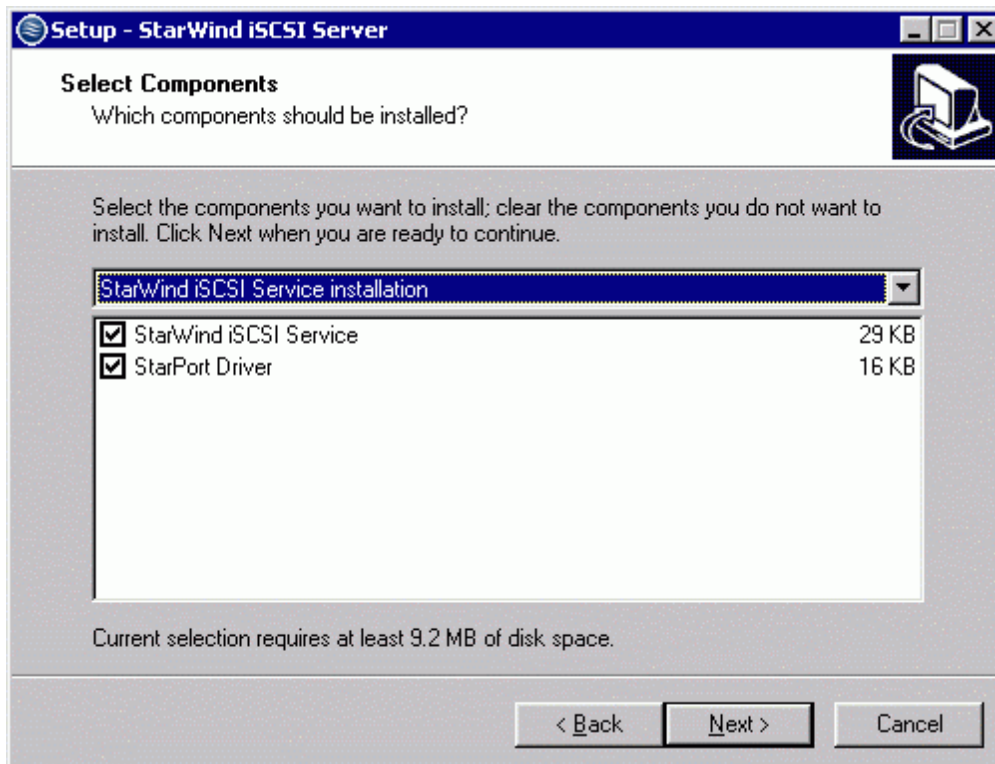 Setup - StarWind iSCSI Server
Select Components
Which components should be installed?
Select the components you want to install; clear the components you do not want to
install. Click Next when you are ready to continue.
StarWind iSCSI Service installation
StarWind iSCSI Service 29 KB
StarPort Driver 16 KB
Current selection requires at least 9.2 MB of disk space.
< Back Next > Cancel